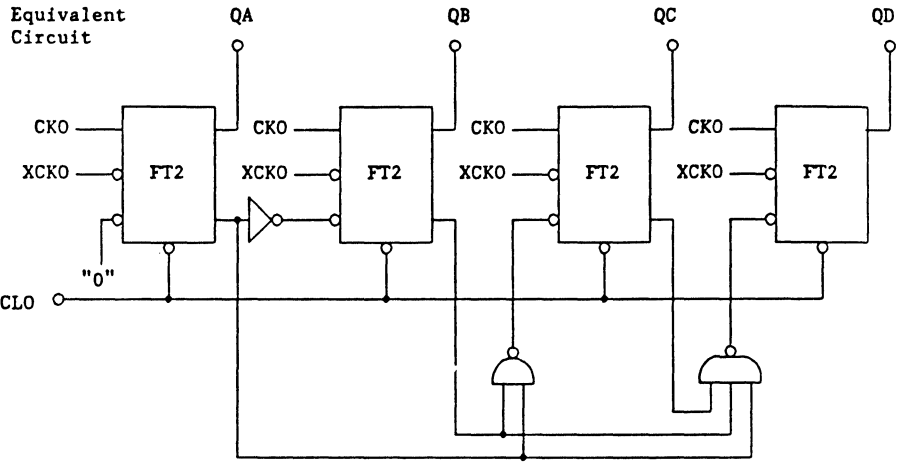 Equivalent
Circuit
QA QB QC QD
CKO CKO CKO CKO
XCKO FT2 XCKO FT2 XCKO FT2 XCKO FT2
"0"
CLO